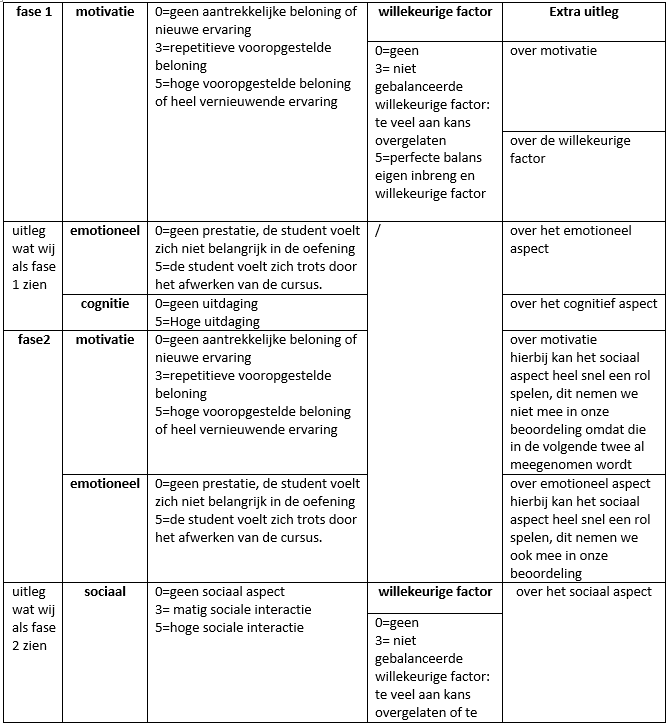 fase 1
motivatie
0=geen aantrekkelijke beloning of
nieuwe ervaring
3=repetitieve vooropgestelde
beloning
5=hoge vooropgestelde beloning
of heel vernieuwende ervaring
willekeurige factor
0=geen
3= niet
gebalanceerde
willekeurige factor:
te veel aan kans
overgelaten
5=perfecte balans
eigen inbreng en
willekeurige factor
Extra uitleg
over motivatie
over de willekeurige
factor
uitleg
wat wij
als fase
1 zien
emotioneel
0=geen prestatie, de student voelt
zich niet belangrijk in de oefening
5=de student voelt zich trots door
het afwerken van de cursus.
/
over het emotioneel
aspect
cognitie
0=geen uitdaging
5=Hoge uitdaging
over het cognitief aspect
fase2
motivatie
0=geen aantrekkelijke beloning of
nieuwe ervaring
3=repetitieve vooropgestelde
beloning
5=hoge vooropgestelde beloning
of heel vernieuwende ervaring
over motivatie
hierbij kan het sociaal
aspect heel snel een rol
spelen, dit nemen we
niet mee in onze
beoordeling omdat die
in de volgende twee al
meegenomen wordt
emotioneel
0=geen prestatie, de student voelt
zich niet belangrijk in de oefening
5=de student voelt zich trots door
het afwerken van de cursus.
over emotioneel aspect
hierbij kan het sociaal
aspect heel snel een rol
spelen, dit nemen we
ook mee in onze
beoordeling
uitleg
wat wij
als fase
2 zien
sociaal
0=geen sociaal aspect
3= matig sociale interactie
5=hoge sociale interactie
willekeurige factor
0=geen
3= niet
gebalanceerde
willekeurige factor:
te veel aan kans
overgelaten of te
over het sociaal aspect